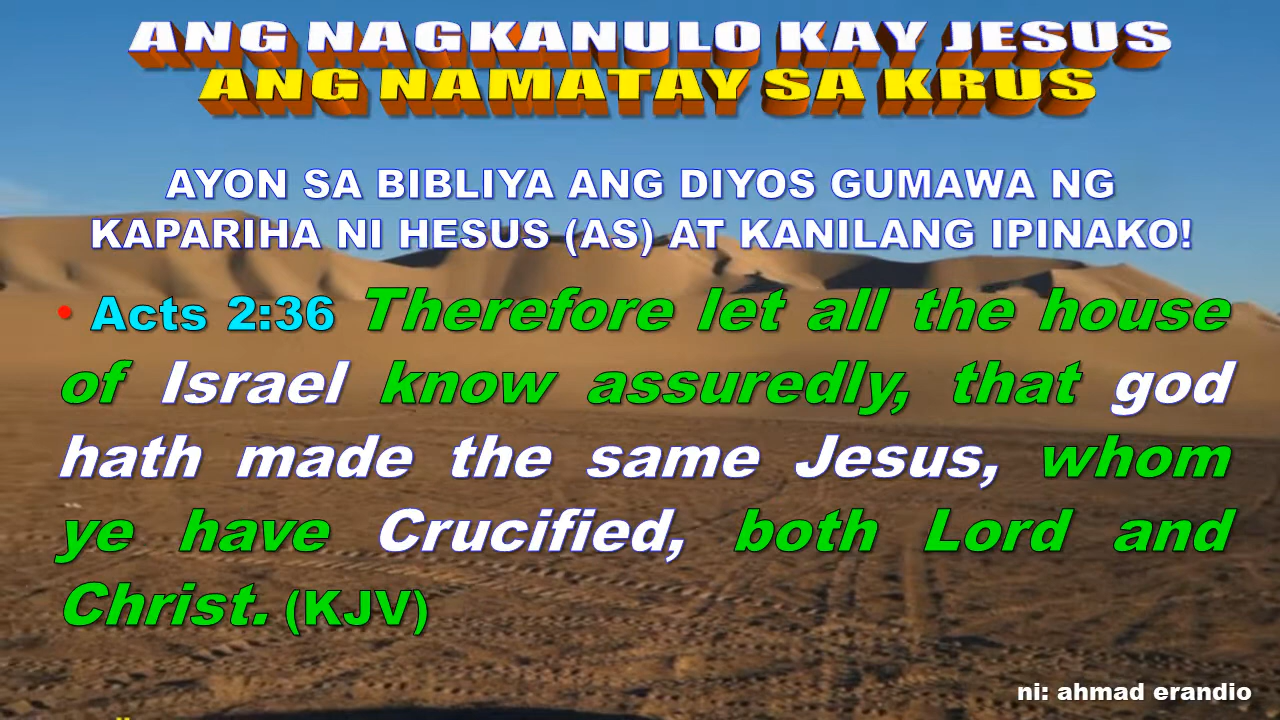 ANG NAGKANULO KAY JESUS
ANG NAMATAY SA KRUS
AYON SA BIBLIYA ANG DIYOS GUMAWA NG
KAPARIHA NI HESUS (AS) AT KANILANG IPINAKO!
• Acts 2:36 Therefore let all the house
of Israel know assuredly, that god
hath made the same Jesus, whom
ye have Crucified, both Lord and
Christ. (KJV)
ni: ahmad erandio